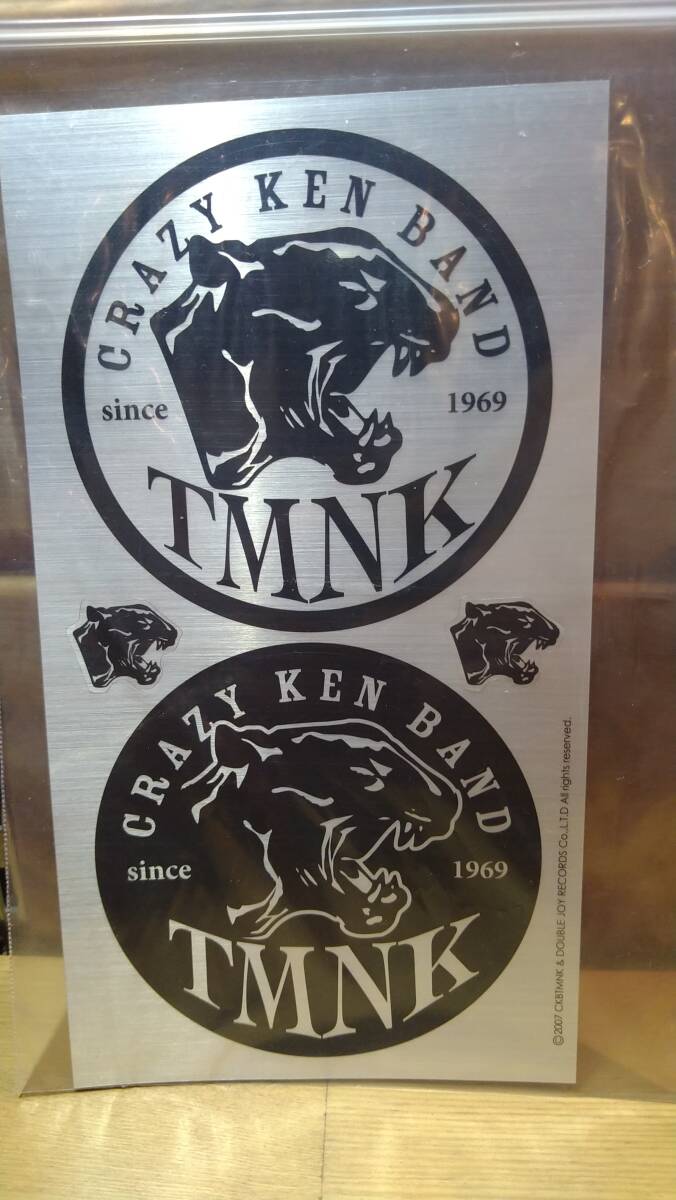 CRAZY KEN BAND
since 1969
TMNK
CRAZY KEN BAND
since 1969
TMNK
©2007 CKBTMNK & DOUBLE JOY RECORDS Co.,L.T.D All rights reserved.